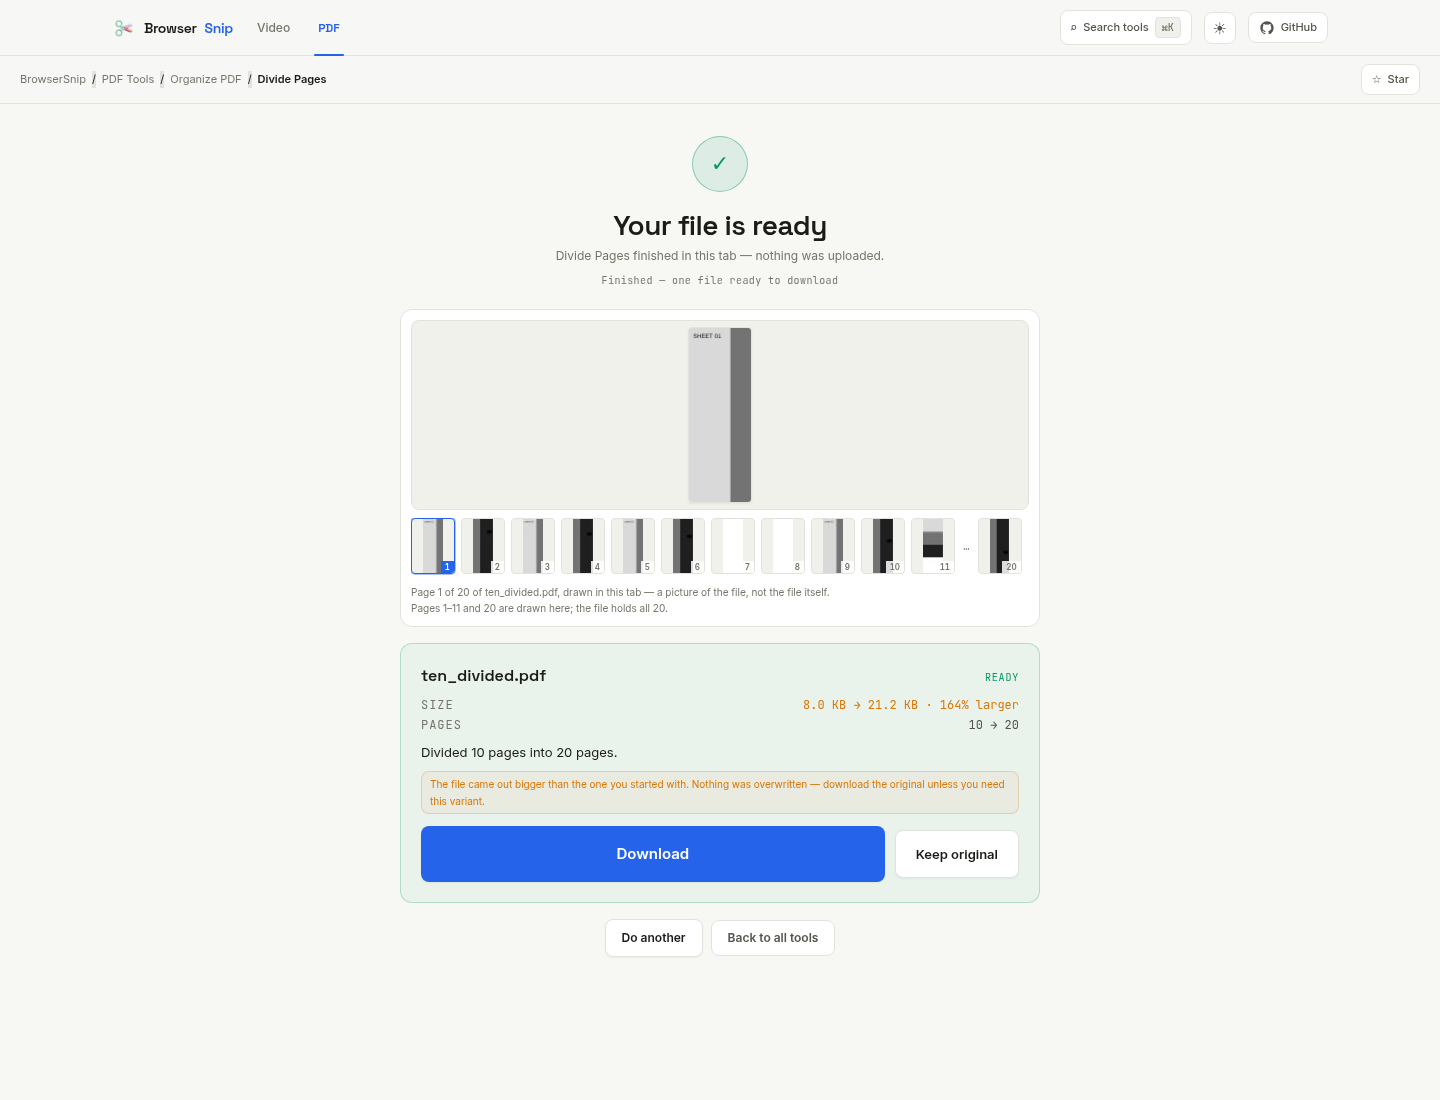 Browser Snip Video PDF Search tools ⌘K GitHub
BrowserSnip / PDF Tools / Organize PDF / Divide Pages ☆ Star
✓
Your file is ready
Divide Pages finished in this tab — nothing was uploaded.
Finished — one file ready to download
SHEET 01
1 2 3 4 5 6 7 8 9 10 11 … 20
Page 1 of 20 of ten_divided.pdf, drawn in this tab — a picture of the file, not the file itself.
Pages 1–11 and 20 are drawn here; the file holds all 20.
ten_divided.pdf READY
SIZE 8.0 KB → 21.2 KB · 164% larger
PAGES 10 → 20
Divided 10 pages into 20 pages.
The file came out bigger than the one you started with. Nothing was overwritten — download the original unless you need
this variant.
Download Keep original
Do another Back to all tools